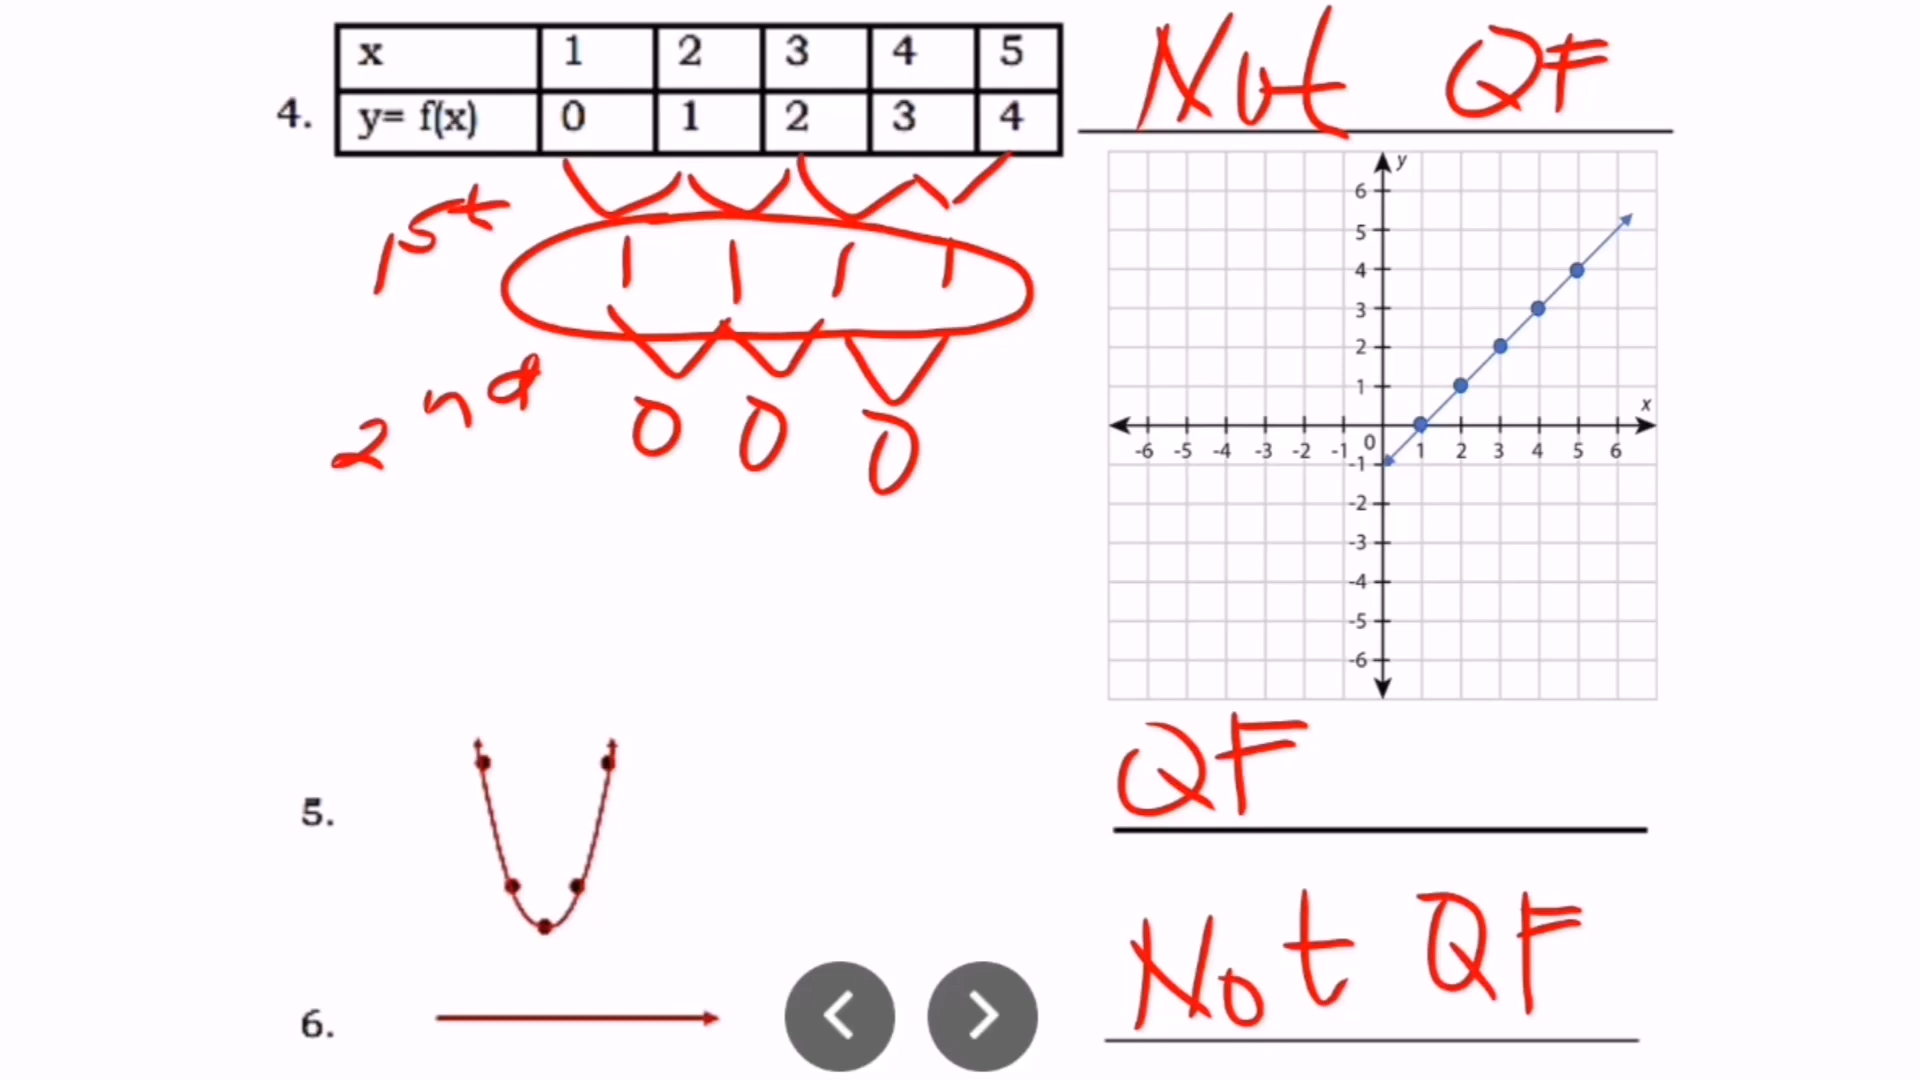 x 1 2 3 4 5
4. y= f(x) 0 1 2 3 4
Not QF
1st 1 1 1 1
2nd 0 0 0
y
6
5
4
3
2
1
x
0
-6 -5 -4 -3 -2 -1 1 2 3 4 5 6
-1
-2
-3
-4
-5
-6
5. QF
6. Not QF